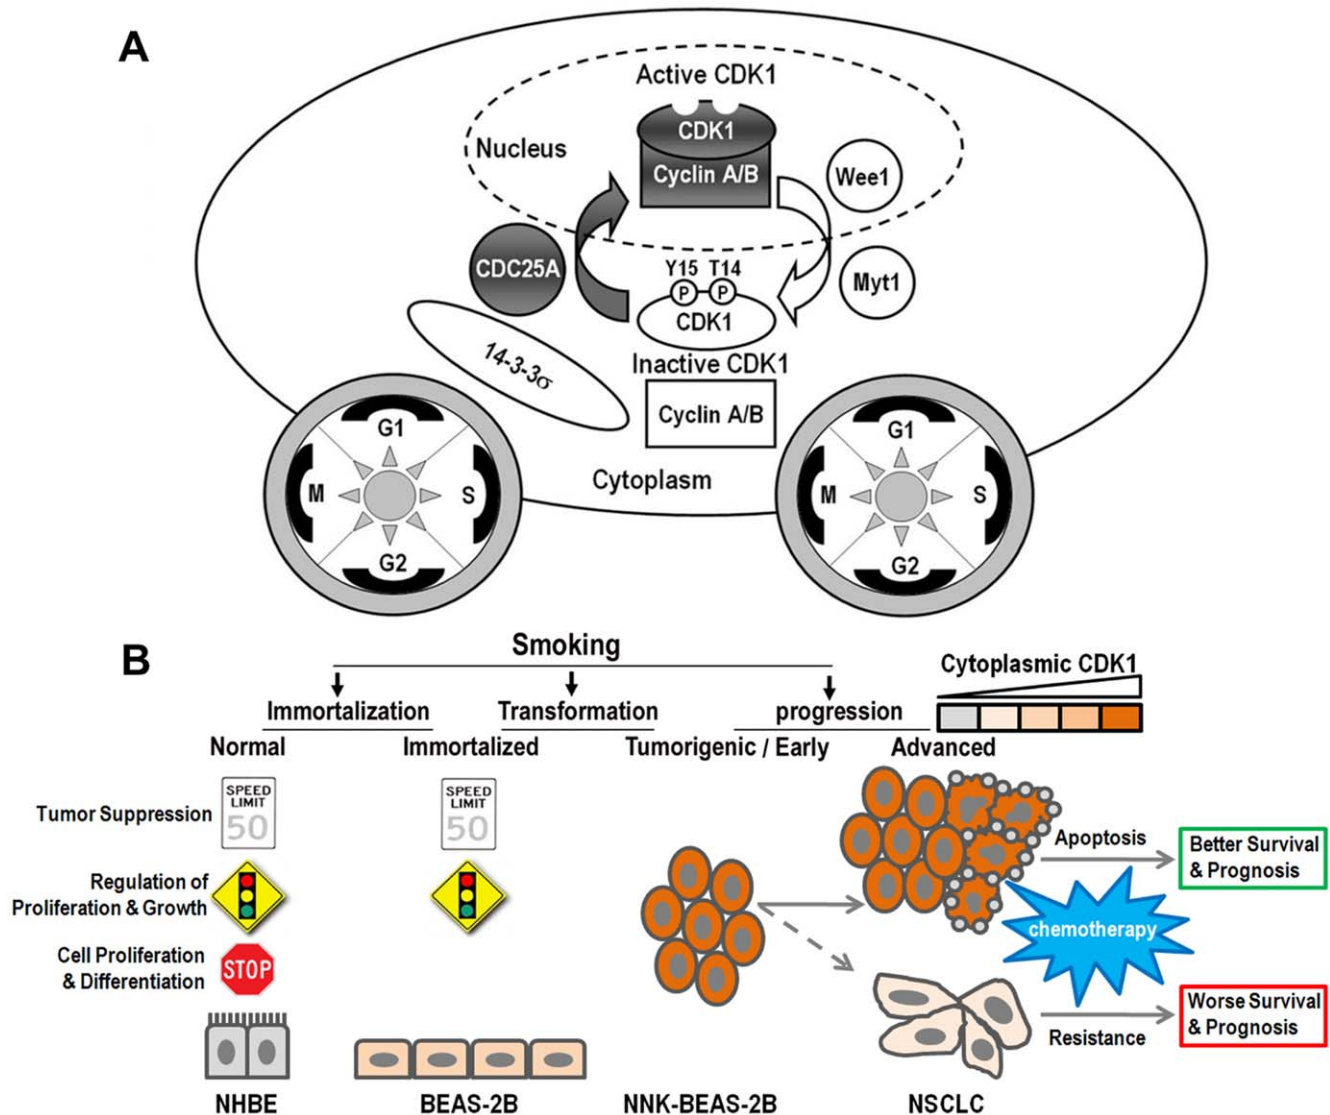 A
Active CDK1
CDK1
Cyclin A/B
Nucleus
Wee1
CDC25A
Y15 T14
P P
CDK1
Myt1
Inactive CDK1
14-3-3σ
Cyclin A/B
Cytoplasm
G1
M
S
G2
G1
M
S
G2
B
Smoking
Cytoplasmic CDK1
Immortalization
Transformation
progression
Normal
Immortalized
Tumorigenic / Early
Advanced
Tumor Suppression
SPEED
LIMIT
50
SPEED
LIMIT
50
Regulation of
Proliferation & Growth
Cell Proliferation
& Differentiation
STOP
Apoptosis
Better Survival
& Prognosis
chemotherapy
Resistance
Worse Survival
& Prognosis
NHBE
BEAS-2B
NNK-BEAS-2B
NSCLC